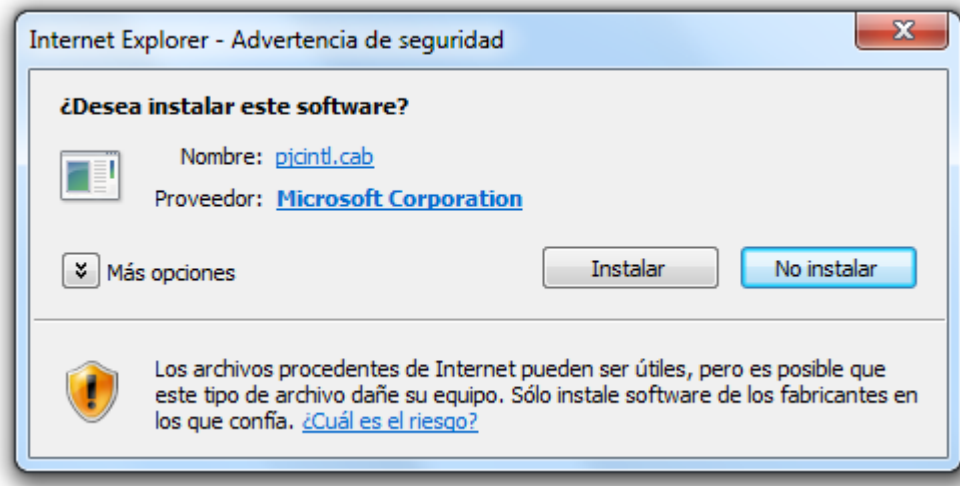 Internet Explorer - Advertencia de seguridad
¿Desea instalar este software?
Nombre: pjcintl.cab
Proveedor: Microsoft Corporation
Más opciones
Instalar
No instalar
Los archivos procedentes de Internet pueden ser útiles, pero es posible que
este tipo de archivo dañe su equipo. Sólo instale software de los fabricantes en
los que confía. ¿Cuál es el riesgo?